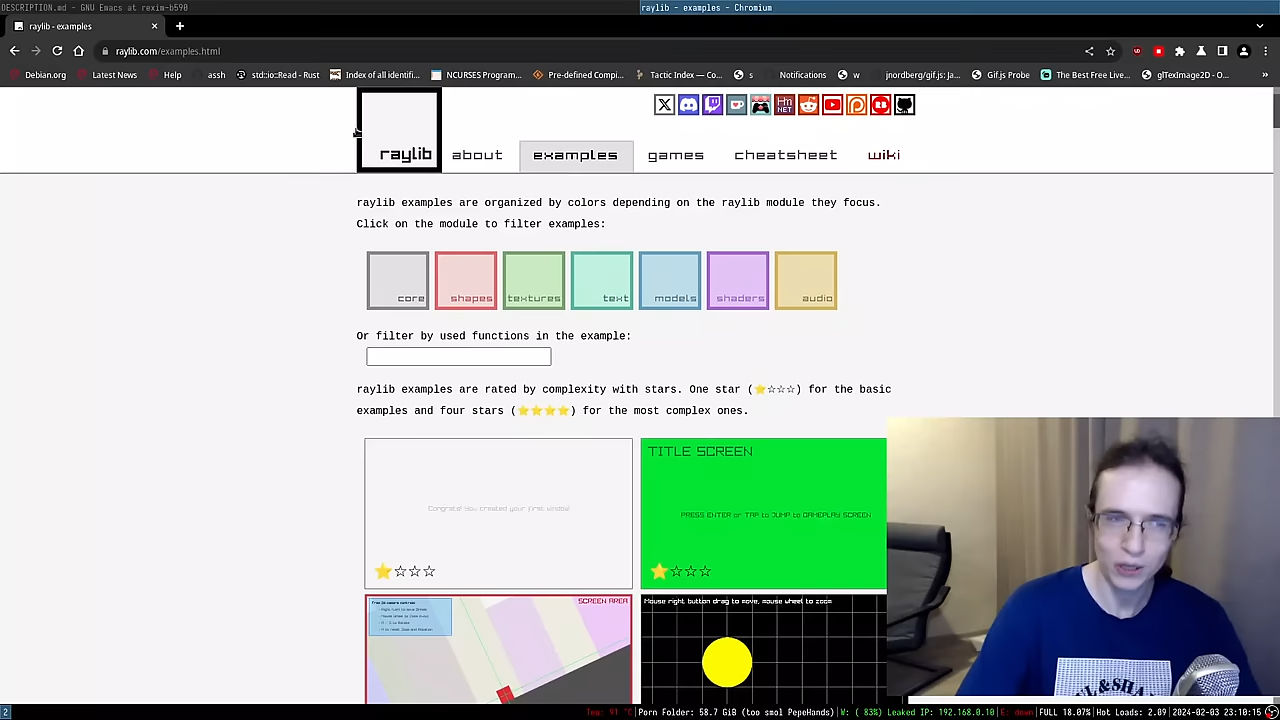 DESCRIPTION.md - GNU Emacs at rexim-b590
raylib - examples - Chromium
raylib - examples
raylib.com/examples.html
Debian.org
Latest News
Help
assh
std::io::Read - Rust
Index of all identifi...
NCURSES Program...
Pre-defined Compi...
Tactic Index — Co...
s
Notifications
w
jnordberg/gif.js: Ja...
Gif.js Probe
The Best Free Live...
glTexImage2D - O...
»
raylib
about
examples
games
cheatsheet
wiki
raylib examples are organized by colors depending on the raylib module they focus.
Click on the module to filter examples:
core
shapes
textures
text
models
shaders
audio
Or filter by used functions in the example:
raylib examples are rated by complexity with stars. One star (⭐☆☆☆) for the basic
examples and four stars (⭐⭐⭐⭐) for the most complex ones.
Congrats! You created your first window!
TITLE SCREEN
PRESS ENTER or TAP to JUMP to GAMEPLAY SCREEN
SCREEN AREA
Mouse right button drag to move, mouse wheel to zoom
2
Tem: 91 °C|Porn Folder: 58.7 GiB (too smol PepeHands)|W: ( 83%) Leaked IP: 192.168.0.10|E: down|FULL 18.07%|Hot Loads: 2.09|2024-02-03 23:10:15